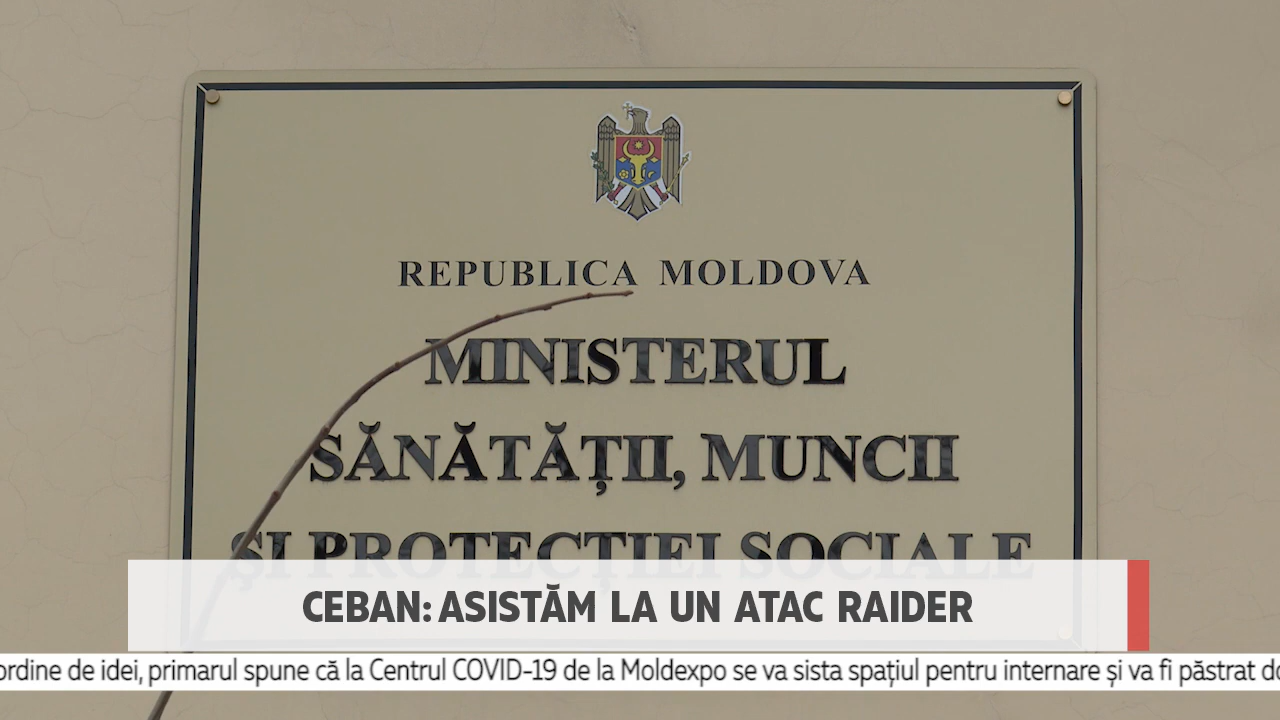 REPUBLICA MOLDOVA
MINISTERUL
SĂNĂTĂȚII, MUNCII
ȘI PROTECȚIEI SOCIALE
CEBAN: ASISTĂM LA UN ATAC RAIDER
ordine de idei, primarul spune că la Centrul COVID-19 de la Moldexpo se va sista spațiul pentru internare și va fi păstrat